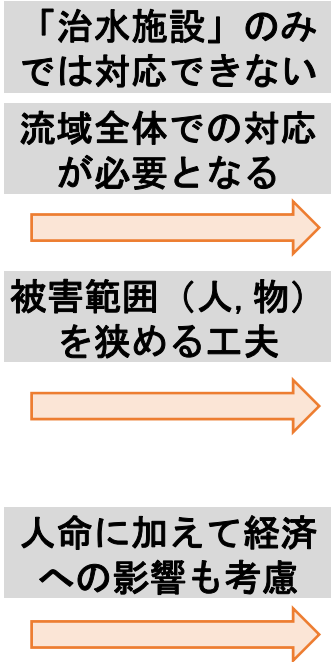 「治水施設」のみ
では対応できない
流域全体での対応
が必要となる
被害範囲（人,物）
を狭める工夫
人命に加えて経済
への影響も考慮